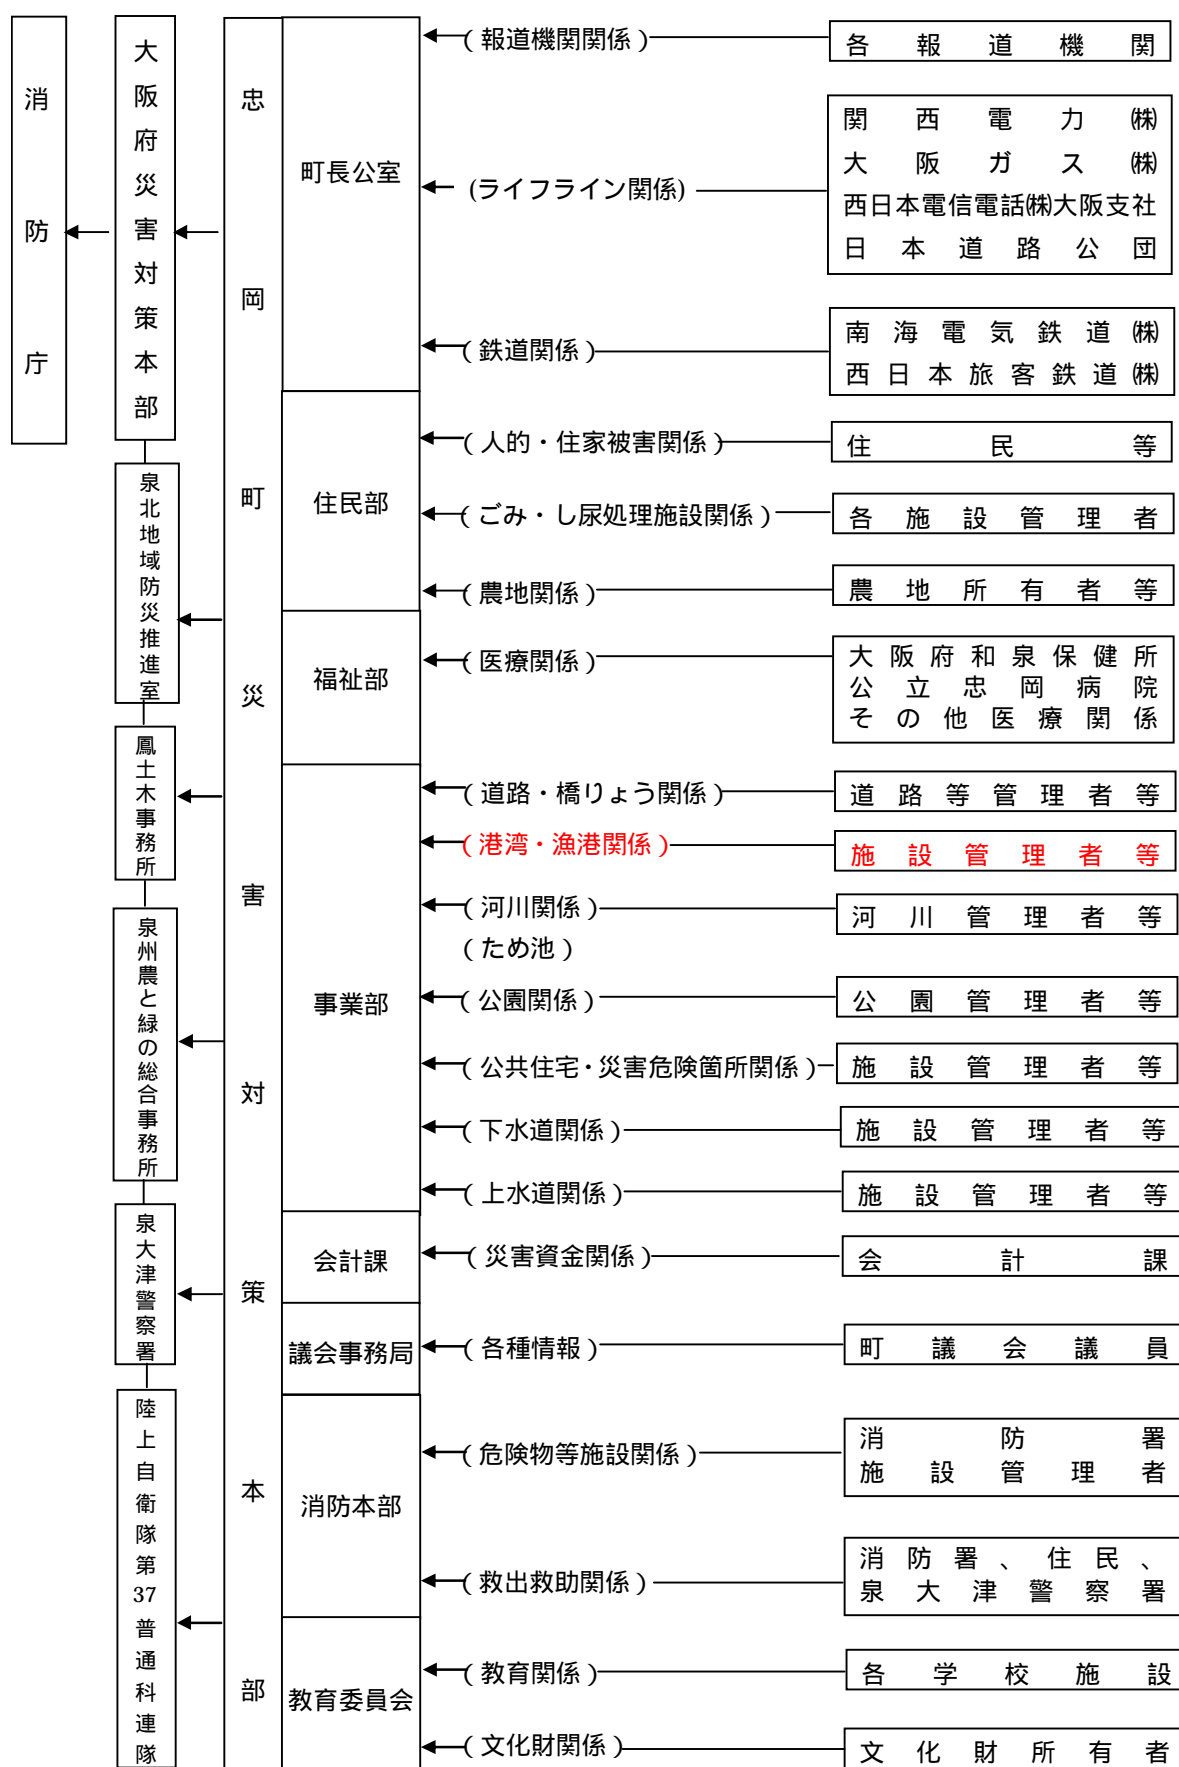 消防庁
大阪府災害対策本部
泉北地域防災推進室
鳳土木事務所
泉州農と緑の総合事務所
泉大津警察署
陸上自衛隊第37普通科連隊
忠岡町災害対策本部
町長公室
(報道機関関係)
各報道機関
(ライフライン関係)
関西電力㈱
大阪ガス㈱
西日本電信電話㈱大阪支社
日本道路公団
(鉄道関係)
南海電気鉄道㈱
西日本旅客鉄道㈱
住民部
(人的・住家被害関係)
住民等
(ごみ・し尿処理施設関係)
各施設管理者
(農地関係)
農地所有者等
福祉部
(医療関係)
大阪府和泉保健所
公立忠岡病院
その他医療関係
事業部
(道路・橋りょう関係)
道路等管理者等
(港湾・漁港関係)
施設管理者等
(河川関係)
(ため池)
河川管理者等
(公園関係)
公園管理者等
(公共住宅・災害危険箇所関係)
施設管理者等
(下水道関係)
施設管理者等
(上水道関係)
施設管理者等
会計課
(災害資金関係)
会計課
議会事務局
(各種情報)
町議会議員
消防本部
(危険物等施設関係)
消防署
施設管理者
(救出救助関係)
消防署、住民、
泉大津警察署
教育委員会
(教育関係)
各学校施設
(文化財関係)
文化財所有者